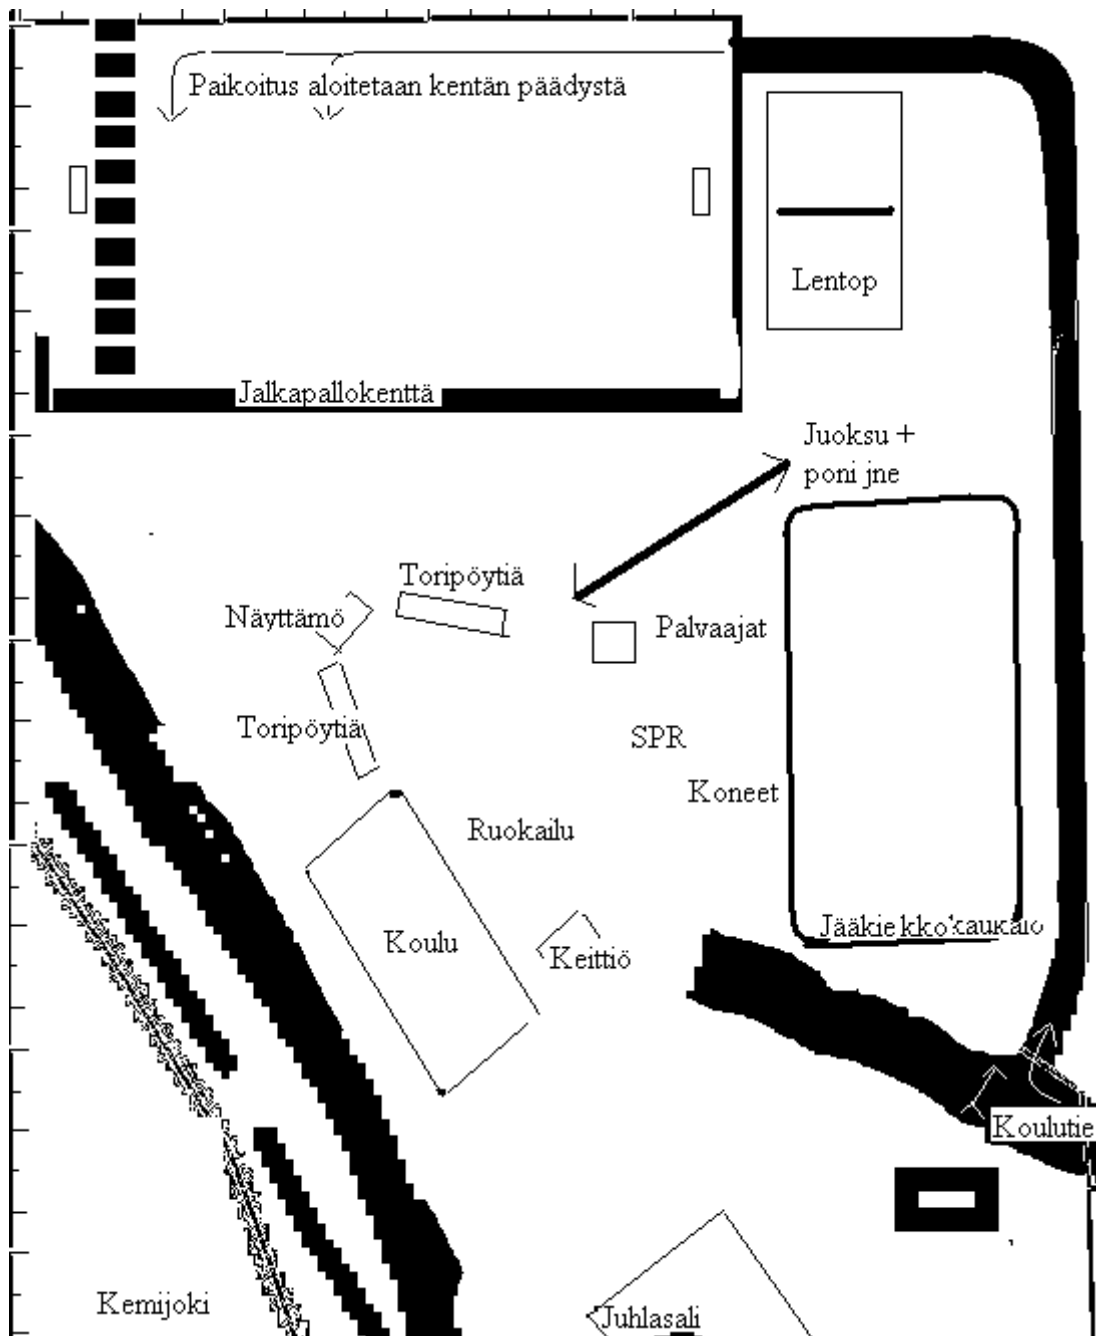 Paikoitus aloitetaan kentän päädystä
Lentop
Jalkapallokenttä
Juoksu +
poni jne
Toripöytiä
Näyttämö
Palvaajat
Toripöytiä
SPR
Koneet
Ruokailu
Koulu
Jääkiekkokaukalo
Keittiö
Koulutie
Kemijoki
Juhlasali